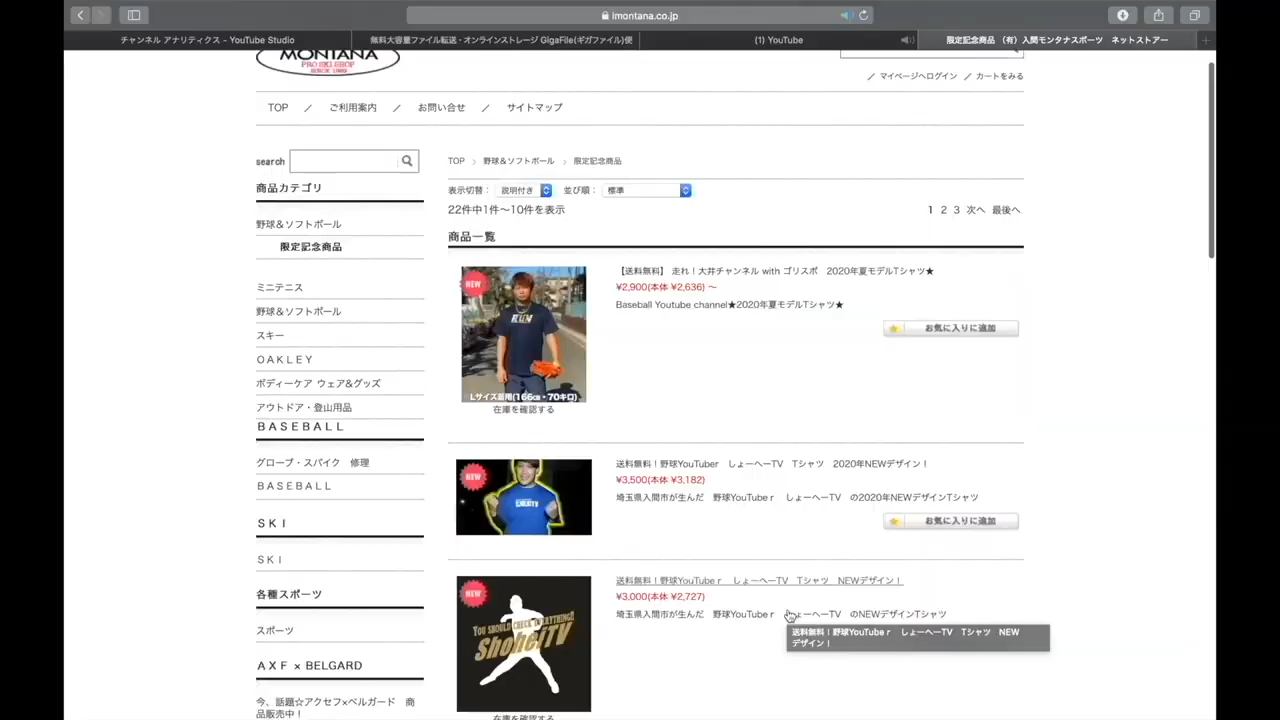 imontana.co.jp
チャンネル アナリティクス - YouTube Studio
無料大容量ファイル転送・オンラインストレージ GigaFile(ギガファイル)便
(1) YouTube
限定記念商品 （有）入間モンタナスポーツ ネットストアー
MONTANA
PRO SKI SHOP
SINCE 1989
／ マイページへログイン ／ カートをみる
TOP ／ ご利用案内 ／ お問い合せ ／ サイトマップ
search
商品カテゴリ
野球＆ソフトボール
限定記念商品
ミニテニス
野球＆ソフトボール
スキー
ＯＡＫＬＥＹ
ボディーケア ウェア&グッズ
アウトドア・登山用品
ＢＡＳＥＢＡＬＬ
グローブ・スパイク 修理
ＢＡＳＥＢＡＬＬ
ＳＫＩ
ＳＫＩ
各種スポーツ
スポーツ
ＡＸＦ × BELGARD
今、話題☆アクセフ×ベルガード 商
品販売中！
TOP > 野球＆ソフトボール > 限定記念商品
表示切替： 説明付き 並び順： 標準
22件中1件～10件を表示
1 2 3 次へ 最後へ
商品一覧
NEW
RUN
Lサイズ着用(166㎝・70キロ)
在庫を確認する
【送料無料】 走れ！大井チャンネル with ゴリスポ 2020年夏モデルTシャツ★
¥2,900(本体 ¥2,636) ～
Baseball Youtube channel★2020年夏モデルTシャツ★
お気に入りに追加
NEW
SHOHEITV
送料無料！野球YouTuber しょーへーTV Tシャツ 2020年NEWデザイン！
¥3,500(本体 ¥3,182)
埼玉県入間市が生んだ 野球YouTubeｒ しょーへーTV の2020年NEWデザインTシャツ
お気に入りに追加
NEW
YOU SHOULD CHECK EVERYTHING!!
ShoheiTV
在庫を確認する
送料無料！野球YouTubeｒ しょーへーTV Tシャツ NEWデザイン！
¥3,000(本体 ¥2,727)
埼玉県入間市が生んだ 野球YouTubeｒ しょーへーTV のNEWデザインTシャツ
送料無料！野球YouTubeｒ しょーへーTV Tシャツ NEW
デザイン！